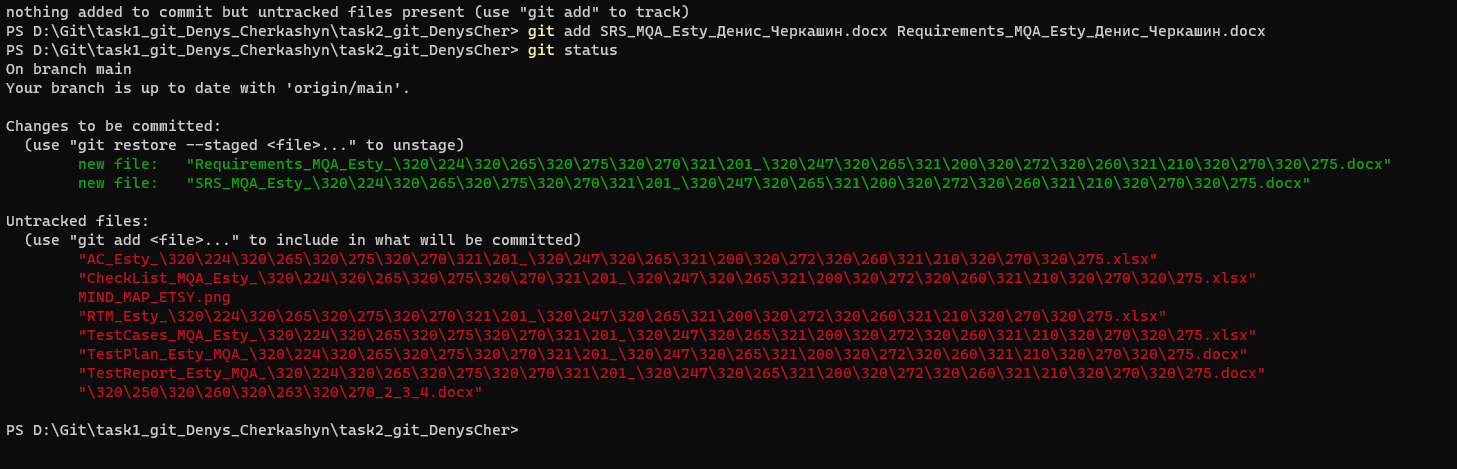 nothing added to commit but untracked files present (use "git add" to track)
PS D:\Git\task1_git_Denys_Cherkashyn\task2_git_DenysCher> git add SRS_MQA_Esty_Денис_Черкашин.docx Requirements_MQA_Esty_Денис_Черкашин.docx
PS D:\Git\task1_git_Denys_Cherkashyn\task2_git_DenysCher> git status
On branch main
Your branch is up to date with 'origin/main'.

Changes to be committed:
  (use "git restore --staged <file>..." to unstage)
        new file:   "Requirements_MQA_Esty_\320\224\320\265\320\275\320\270\321\201_\320\247\320\265\321\200\320\272\320\260\321\210\320\270\320\275.docx"
        new file:   "SRS_MQA_Esty_\320\224\320\265\320\275\320\270\321\201_\320\247\320\265\321\200\320\272\320\260\321\210\320\270\320\275.docx"

Untracked files:
  (use "git add <file>..." to include in what will be committed)
        "AC_Esty_\320\224\320\265\320\275\320\270\321\201_\320\247\320\265\321\200\320\272\320\260\321\210\320\270\320\275.xlsx"
        "CheckList_MQA_Esty_\320\224\320\265\320\275\320\270\321\201_\320\247\320\265\321\200\320\272\320\260\321\210\320\270\320\275.xlsx"
        MIND_MAP_ETSY.png
        "RTM_Esty_\320\224\320\265\320\275\320\270\321\201_\320\247\320\265\321\200\320\272\320\260\321\210\320\270\320\275.xlsx"
        "TestCases_MQA_Esty_\320\224\320\265\320\275\320\270\321\201_\320\247\320\265\321\200\320\272\320\260\321\210\320\270\320\275.xlsx"
        "TestPlan_Esty_MQA_\320\224\320\265\320\275\320\270\321\201_\320\247\320\265\321\200\320\272\320\260\321\210\320\270\320\275.docx"
        "TestReport_Esty_MQA_\320\224\320\265\320\275\320\270\321\201_\320\247\320\265\321\200\320\272\320\260\321\210\320\270\320\275.docx"
        "\320\250\320\260\320\263\320\270_2_3_4.docx"

PS D:\Git\task1_git_Denys_Cherkashyn\task2_git_DenysCher>